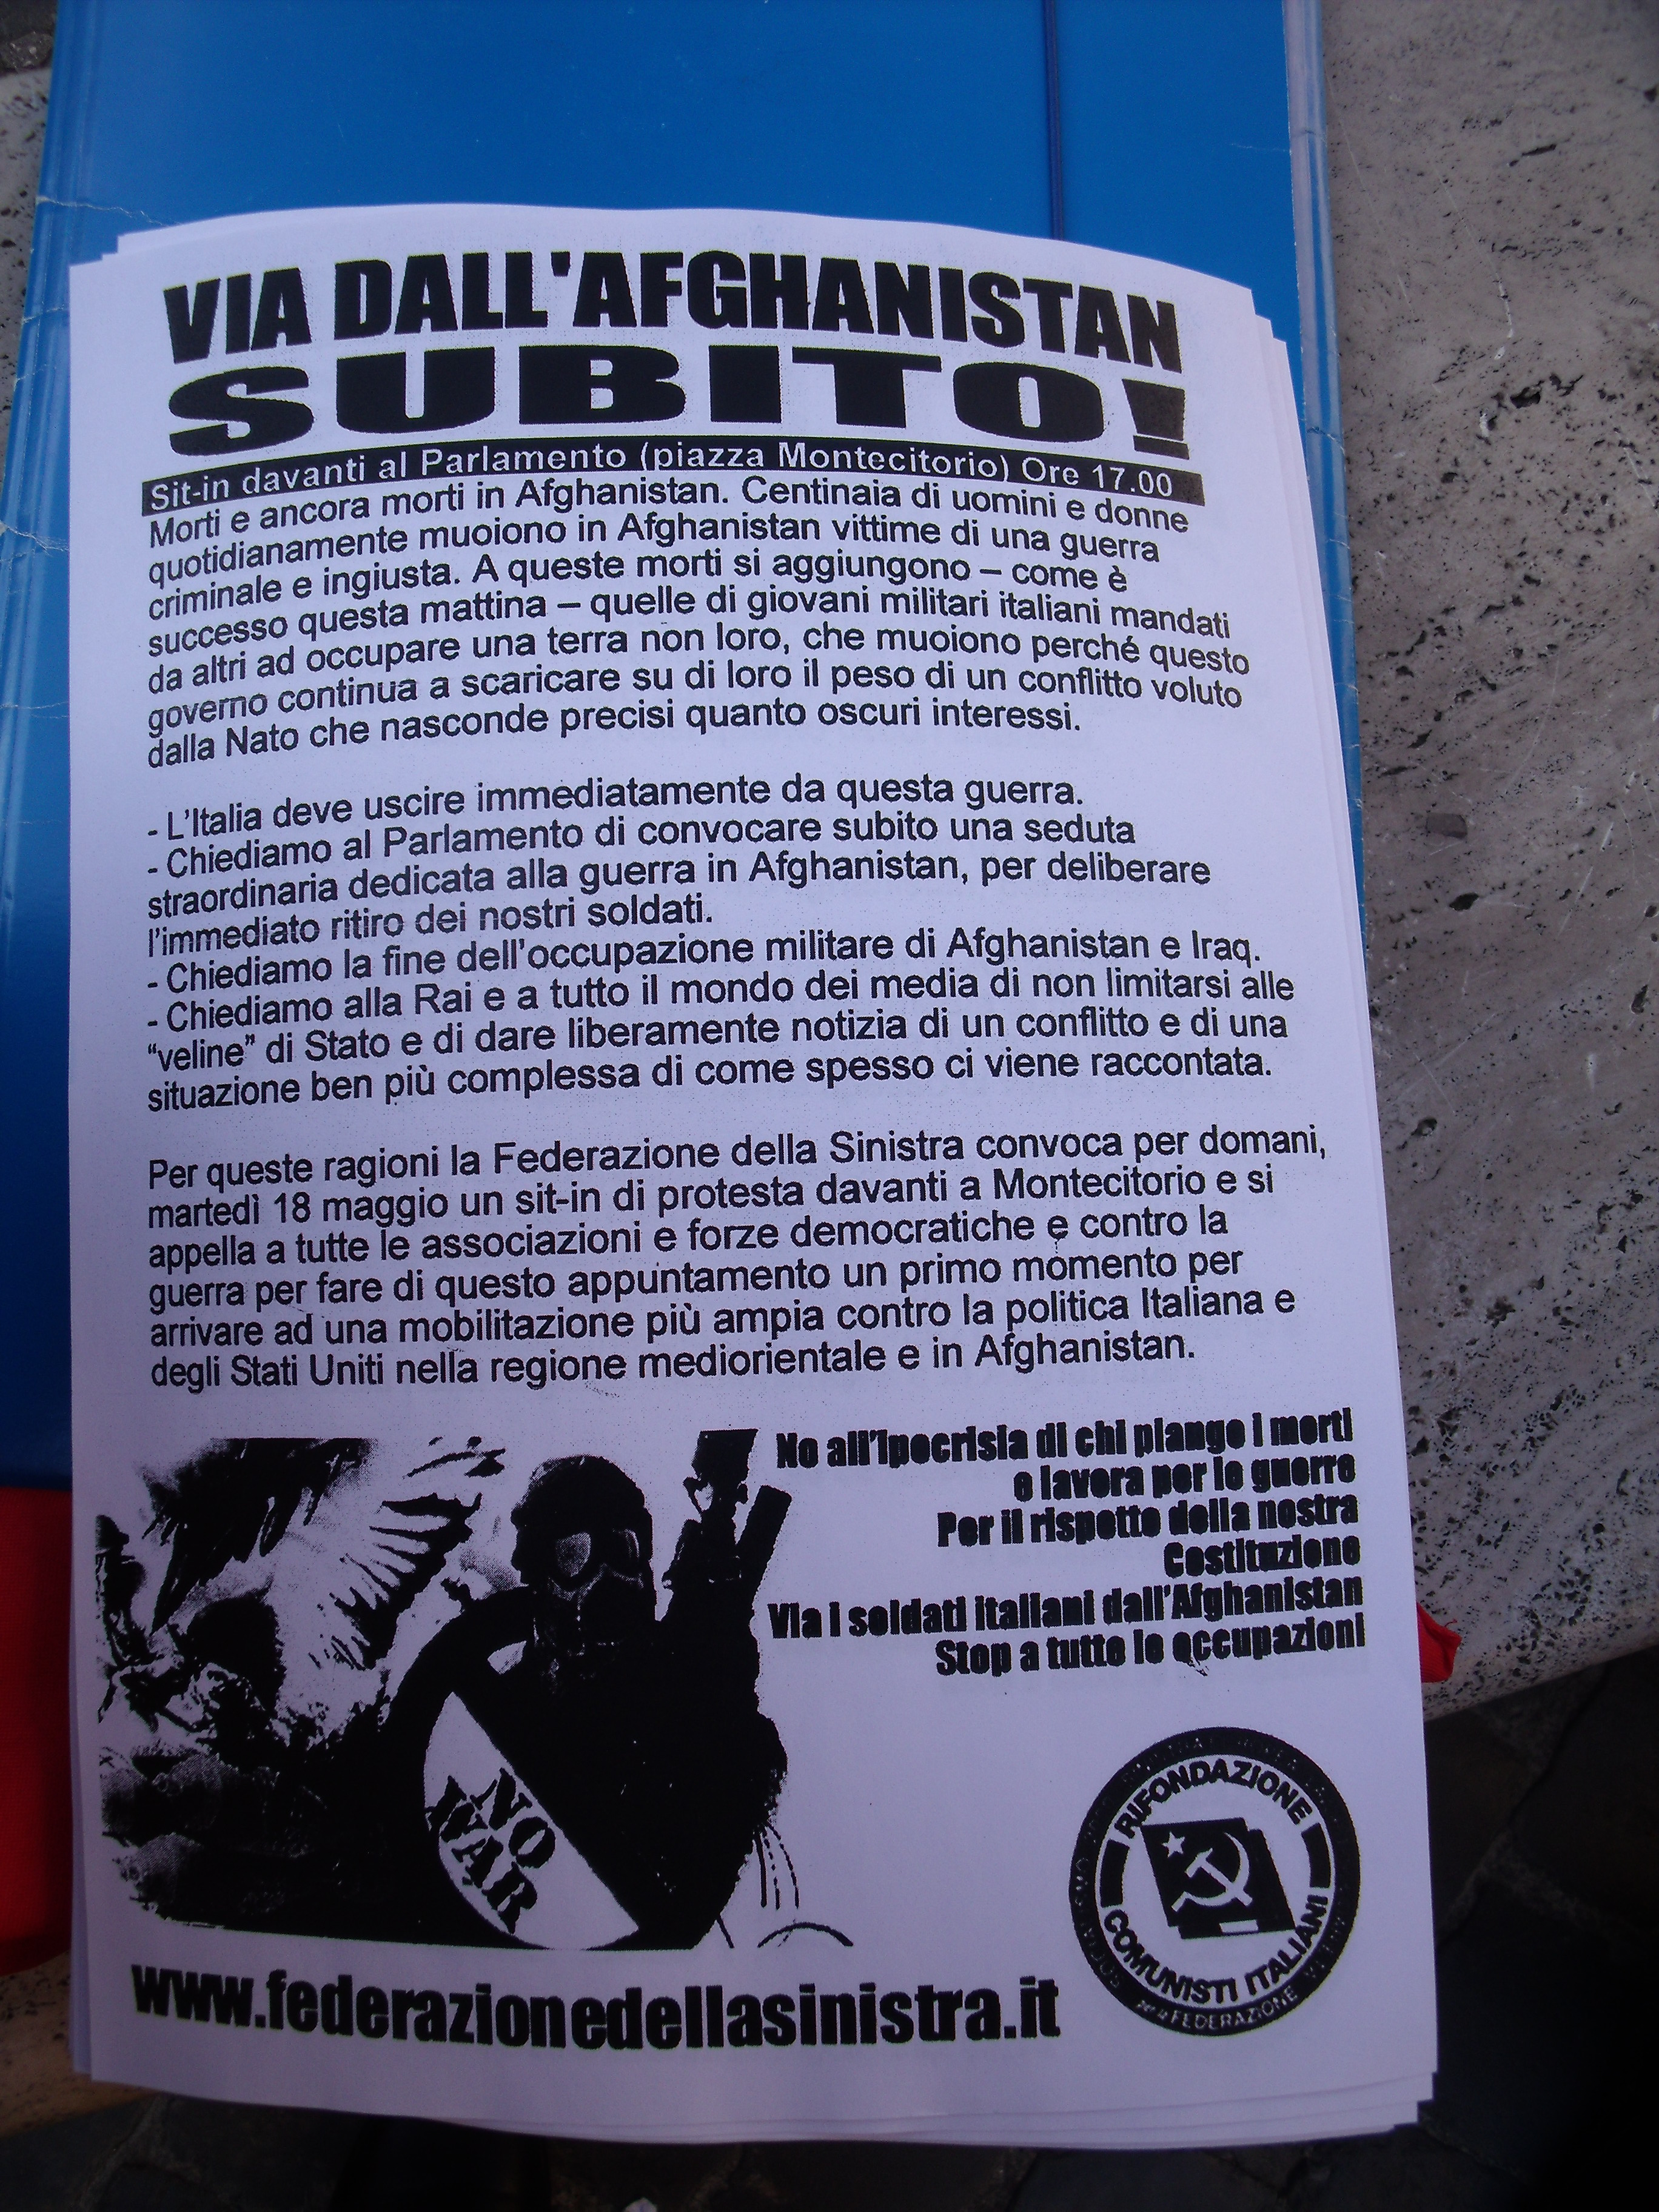 VIA DALL'AFGHANISTAN
SUBITO!
Sit-in davanti al Parlamento (piazza Montecitorio) Ore 17.00
Morti e ancora morti in Afghanistan. Centinaia di uomini e donne
quotidianamente muoiono in Afghanistan vittime di una guerra
criminale e ingiusta. A queste morti si aggiungono – come è
successo questa mattina – quelle di giovani militari italiani mandati
da altri ad occupare una terra non loro, che muoiono perché questo
governo continua a scaricare su di loro il peso di un conflitto voluto
dalla Nato che nasconde precisi quanto oscuri interessi.
- L'Italia deve uscire immediatamente da questa guerra.
- Chiediamo al Parlamento di convocare subito una seduta
straordinaria dedicata alla guerra in Afghanistan, per deliberare
l'immediato ritiro dei nostri soldati.
- Chiediamo la fine dell'occupazione militare di Afghanistan e Iraq.
- Chiediamo alla Rai e a tutto il mondo dei media di non limitarsi alle
“veline” di Stato e di dare liberamente notizia di un conflitto e di una
situazione ben più complessa di come spesso ci viene raccontata.
Per queste ragioni la Federazione della Sinistra convoca per domani,
martedì 18 maggio un sit-in di protesta davanti a Montecitorio e si
appella a tutte le associazioni e forze democratiche e contro la
guerra per fare di questo appuntamento un primo momento per
arrivare ad una mobilitazione più ampia contro la politica Italiana e
degli Stati Uniti nella regione mediorientale e in Afghanistan.
No all'ipocrisia di chi piange i morti
e lavora per le guerre
Per il rispetto della nostra
Costituzione
Via i soldati italiani dall'Afghanistan
Stop a tutte le occupazioni
NO
WAR
RIFONDAZIONE
COMUNISTI ITALIANI
FEDERAZIONE
www.federazionedellasinistra.it